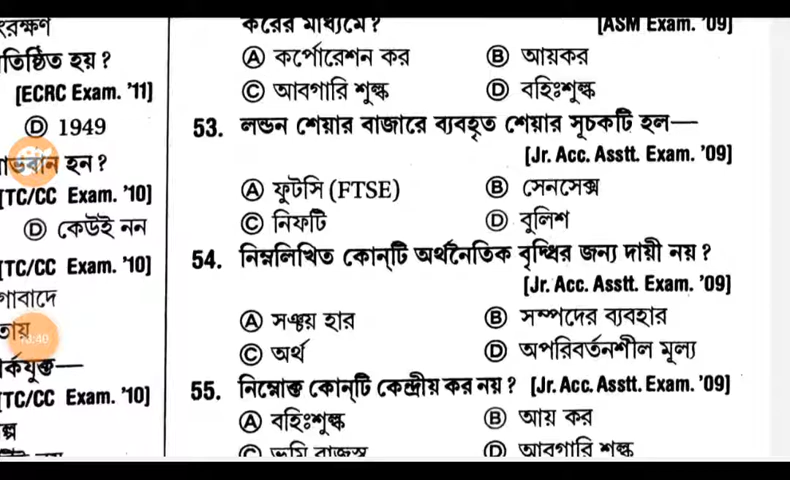 রক্ষণ
তিষ্ঠিত হয়?
[ECRC Exam. '11]
Ⓓ 1949
ভবান হন?
[TC/CC Exam. '10]
Ⓓ কেউই নন
[TC/CC Exam. '10]
গাবাদে
তায়
র্কযুক্ত—
[TC/CC Exam. '10]
করের মাধ্যমে? [ASM Exam. '09]
Ⓐ কর্পোরেশন কর Ⓑ আয়কর
Ⓒ আবগারি শুল্ক Ⓓ বহিঃশুল্ক
53. লন্ডন শেয়ার বাজারে ব্যবহৃত শেয়ার সূচকটি হল—
[Jr. Acc. Asstt. Exam. '09]
Ⓐ ফুটসি (FTSE) Ⓑ সেনসেক্স
Ⓒ নিফটি Ⓓ বুলিশ
54. নিম্নলিখিত কোন্‌টি অর্থনৈতিক বৃদ্ধির জন্য দায়ী নয়?
[Jr. Acc. Asstt. Exam. '09]
Ⓐ সঞ্চয় হার Ⓑ সম্পদের ব্যবহার
Ⓒ অর্থ Ⓓ অপরিবর্তনশীল মূল্য
55. নিম্নোক্ত কোন্‌টি কেন্দ্রীয় কর নয়? [Jr. Acc. Asstt. Exam. '09]
Ⓐ বহিঃশুল্ক Ⓑ আয় কর
Ⓒ ভূমি রাজস্ব Ⓓ আবগারি শুল্ক